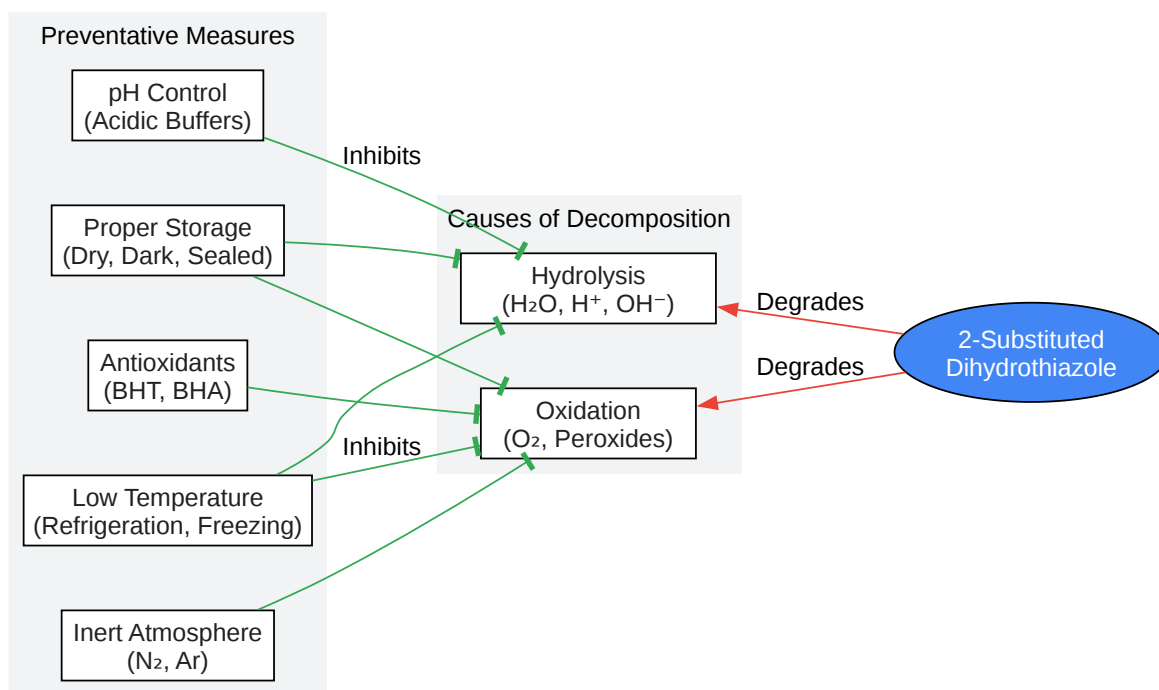 Preventative Measures
pH Control
(Acidic Buffers)
Inhibits
Proper Storage
(Dry, Dark, Sealed)
Causes of Decomposition
Hydrolysis
(H₂O, H⁺, OH⁻)
Degrades
2-Substituted
Dihydrothiazole
Antioxidants
(BHT, BHA)
Degrades
Oxidation
(O₂, Peroxides)
Inhibits
Low Temperature
(Refrigeration, Freezing)
Inert Atmosphere
(N₂, Ar)